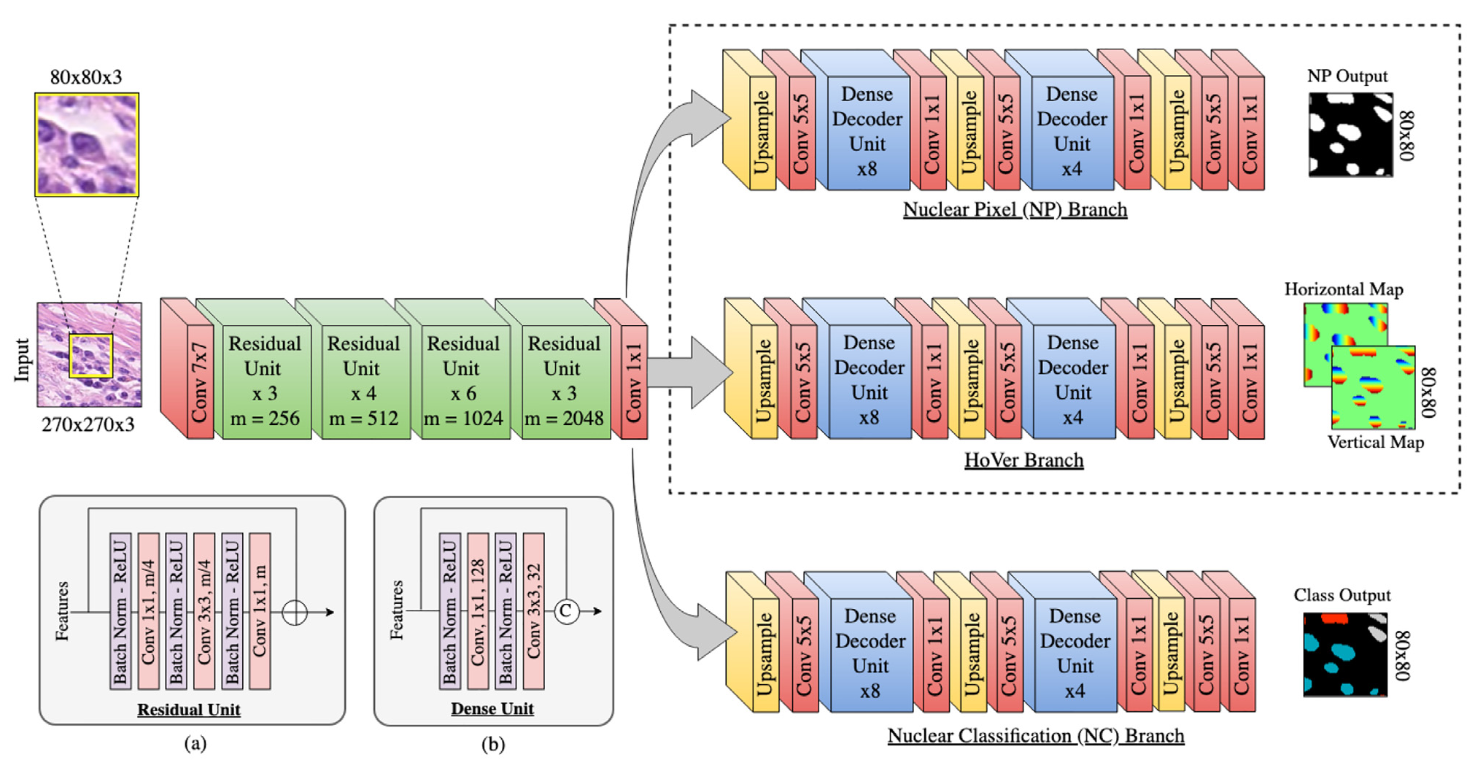 80x80x3
Input
270x270x3
Conv 7x7
Residual
Unit
x 3
m = 256
Residual
Unit
x 4
m = 512
Residual
Unit
x 6
m = 1024
Residual
Unit
x 3
m = 2048
Conv 1x1
Upsample
Conv 5x5
Dense
Decoder
Unit
x8
Conv 1x1
Upsample
Conv 5x5
Dense
Decoder
Unit
x4
Conv 1x1
Upsample
Conv 5x5
Conv 1x1
Nuclear Pixel (NP) Branch
NP Output
80x80
Upsample
Conv 5x5
Dense
Decoder
Unit
x8
Conv 1x1
Upsample
Conv 5x5
Dense
Decoder
Unit
x4
Conv 1x1
Upsample
Conv 5x5
Conv 1x1
HoVer Branch
Horizontal Map
80x80
Vertical Map
Upsample
Conv 5x5
Dense
Decoder
Unit
x8
Conv 1x1
Upsample
Conv 5x5
Dense
Decoder
Unit
x4
Conv 1x1
Upsample
Conv 5x5
Conv 1x1
Nuclear Classification (NC) Branch
Class Output
80x80
Features
Batch Norm - ReLU
Conv 1x1, m/4
Batch Norm - ReLU
Conv 3x3, m/4
Batch Norm - ReLU
Conv 1x1, m
Residual Unit
(a)
Features
Batch Norm - ReLU
Conv, 1x1, 128
Batch Norm - ReLU
Conv 3x3, 32
C
Dense Unit
(b)